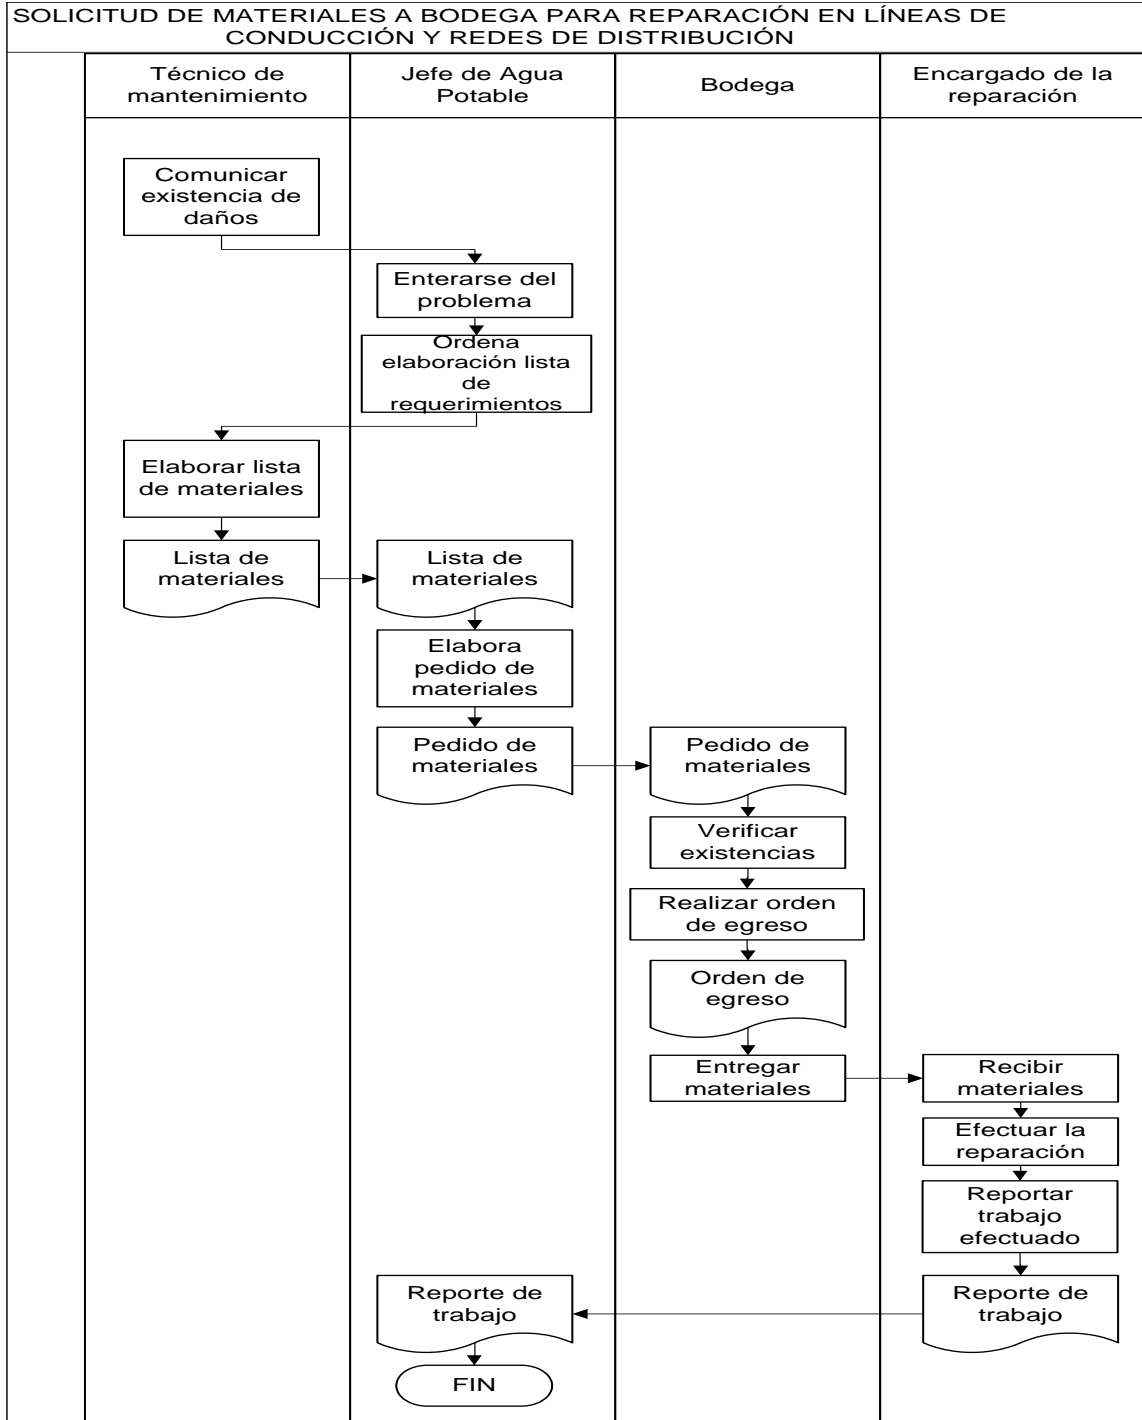 SOLICITUD DE MATERIALES A BODEGA PARA REPARACIÓN EN LÍNEAS DE
CONDUCCIÓN Y REDES DE DISTRIBUCIÓN
Técnico de
mantenimiento
Jefe de Agua
Potable
Bodega
Encargado de la
reparación
Comunicar
existencia de
daños
Enterarse del
problema
Ordena
elaboración lista
de
requerimientos
Elaborar lista
de materiales
Lista de
materiales
Lista de
materiales
Elabora
pedido de
materiales
Pedido de
materiales
Pedido de
materiales
Verificar
existencias
Realizar orden
de egreso
Orden de
egreso
Entregar
materiales
Recibir
materiales
Efectuar la
reparación
Reportar
trabajo
efectuado
Reporte de
trabajo
Reporte de
trabajo
FIN